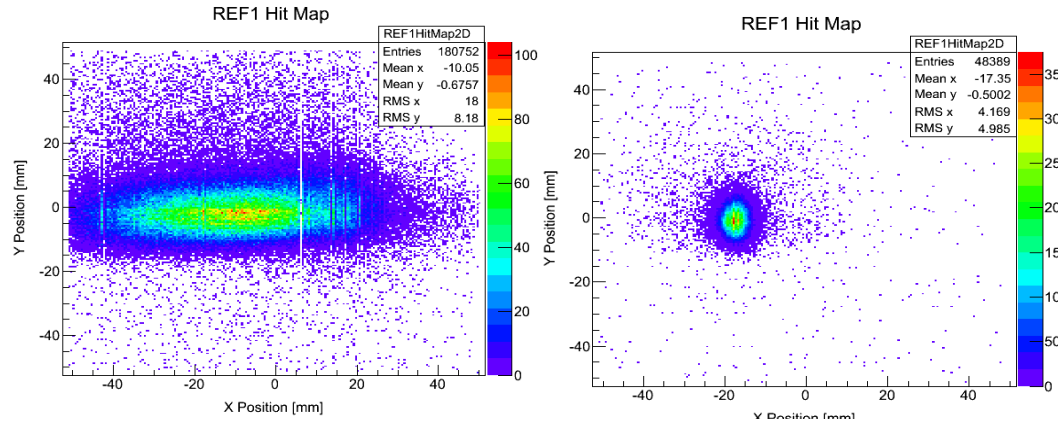 REF1 Hit Map
REF1HitMap2D
Entries 180752
Mean x -10.05
Mean y -0.6757
RMS x 18
RMS y 8.18
Y Position [mm]
40
20
0
-20
-40
-40 -20 0 20 40
X Position [mm]
100
80
60
40
20
0
REF1 Hit Map
REF1HitMap2D
Entries 48389
Mean x -17.35
Mean y -0.5002
RMS x 4.169
RMS y 4.985
Y Position [mm]
40
20
0
-20
-40
-40 -20 0 20 40
X Position [mm]
50
0